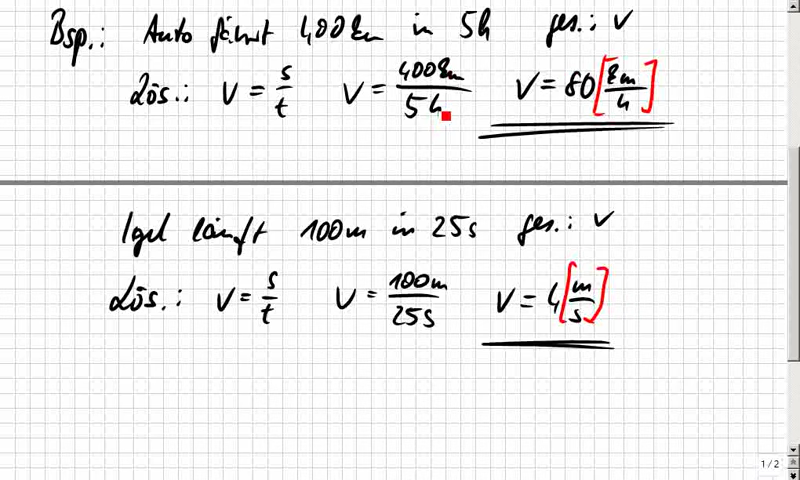 Bsp.: Auto fährt 400km in 5h ges.: v
Lös.: v = s/t v = 400km/5h v = 80 [km/h]
Igel läuft 100m in 25s ges.: v
Lös.: v = s/t v = 100m/25s v = 4 [m/s]
1/2